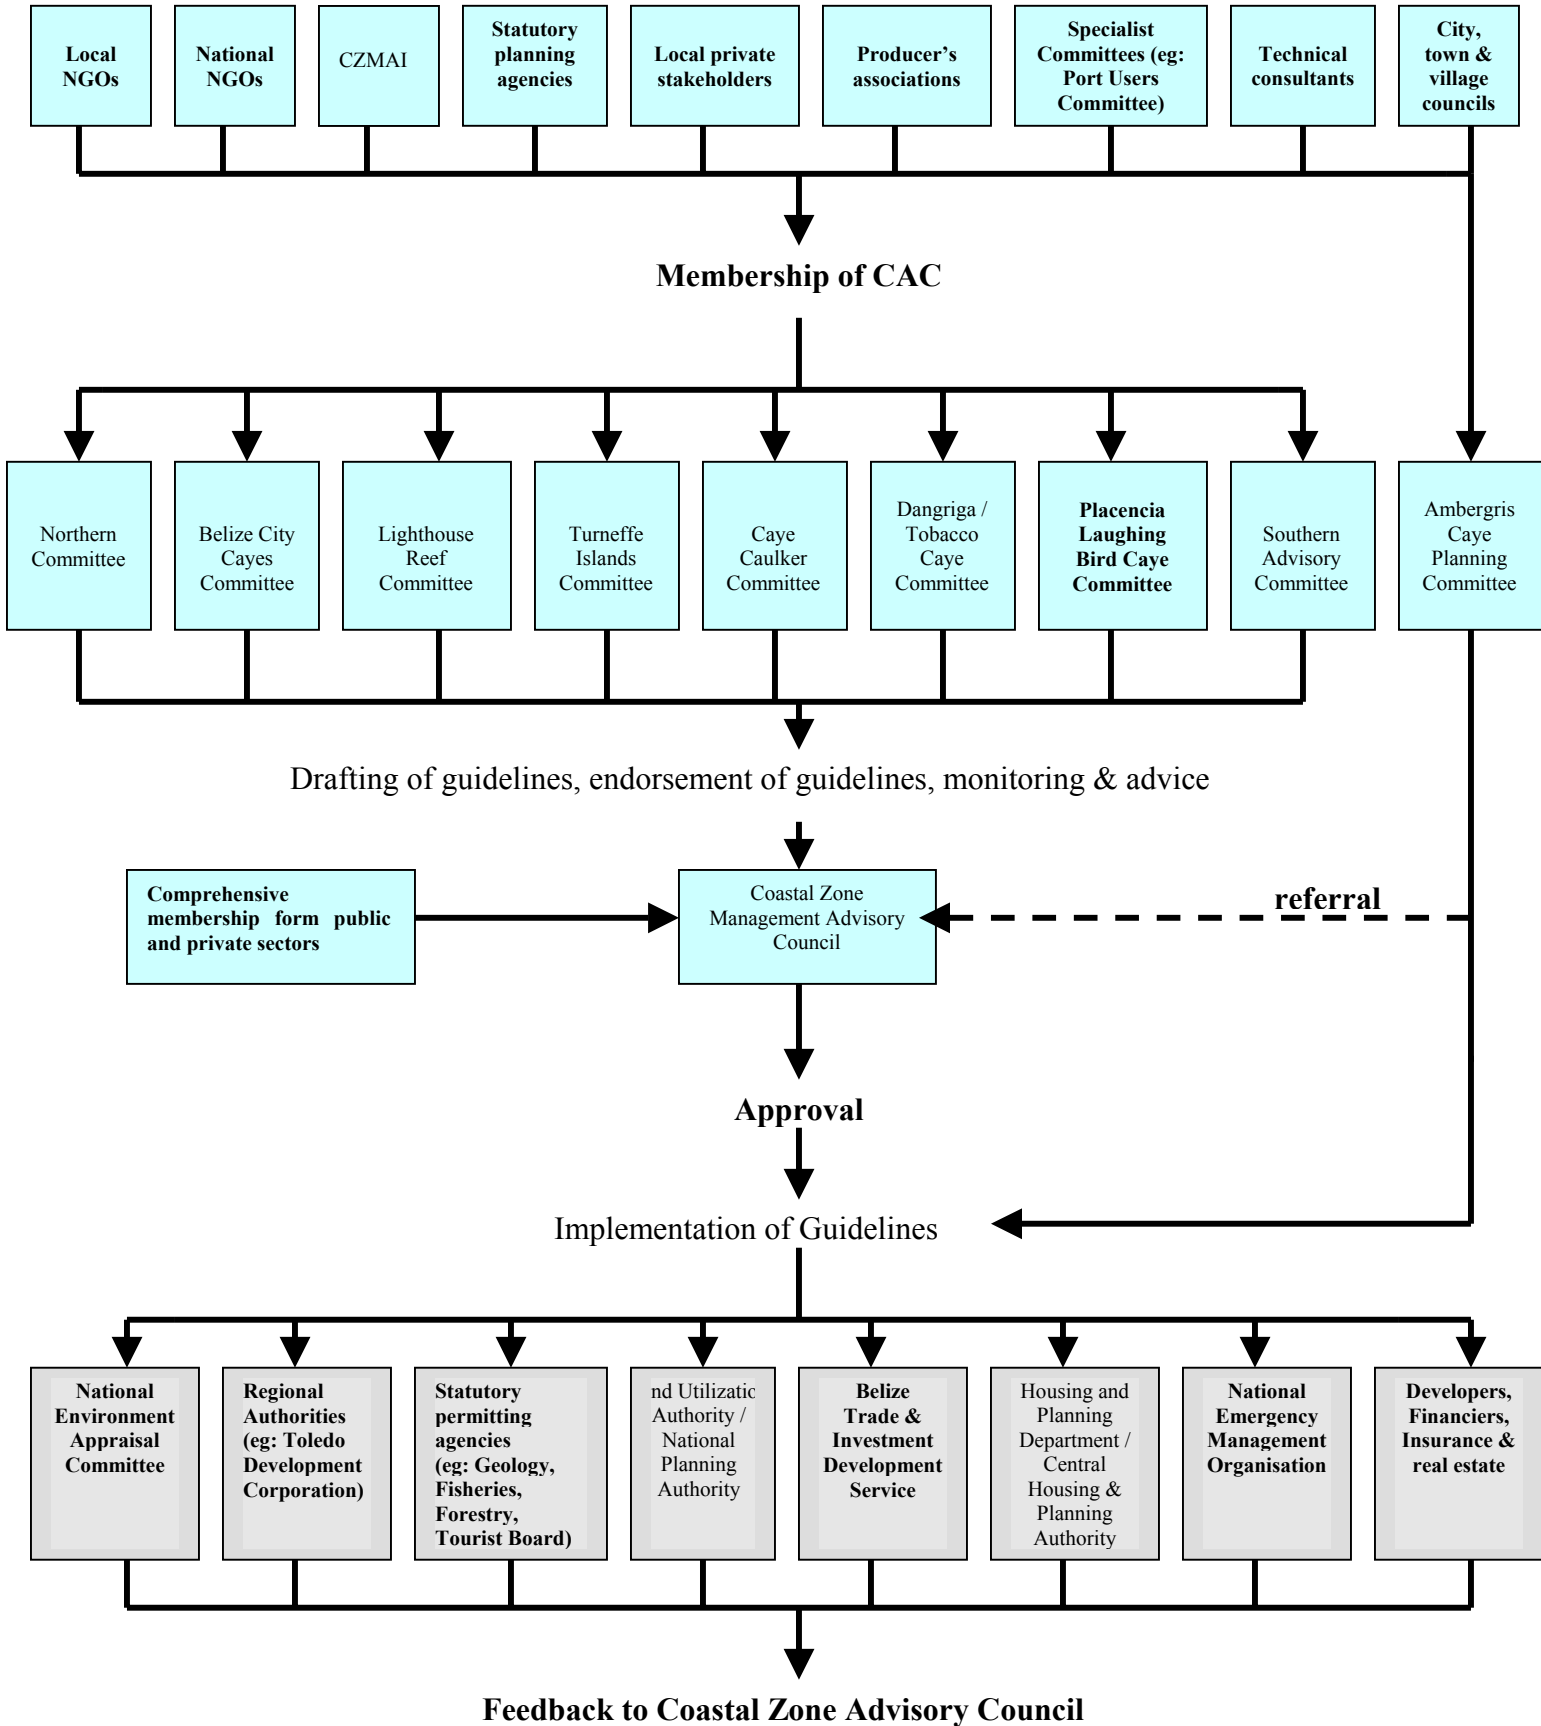 Local
NGOs
National
NGOs
CZMAI
Statutory
planning
agencies
Local private
stakeholders
Producer’s
associations
Specialist
Committees (eg:
Port Users
Committee)
Technical
consultants
City,
town &
village
councils
Membership of CAC
Northern
Committee
Belize City
Cayes
Committee
Lighthouse
Reef
Committee
Turneffe
Islands
Committee
Caye
Caulker
Committee
Dangriga /
Tobacco
Caye
Committee
Placencia
Laughing
Bird Caye
Committee
Southern
Advisory
Committee
Ambergris
Caye
Planning
Committee
Drafting of guidelines, endorsement of guidelines, monitoring & advice
Comprehensive
membership form public
and private sectors
Coastal Zone
Management Advisory
Council
referral
Approval
Implementation of Guidelines
National
Environment
Appraisal
Committee
Regional
Authorities
(eg: Toledo
Development
Corporation)
Statutory
permitting
agencies
(eg: Geology,
Fisheries,
Forestry,
Tourist Board)
nd Utilizatio
Authority /
National
Planning
Authority
Belize
Trade &
Investment
Development
Service
Housing and
Planning
Department /
Central
Housing &
Planning
Authority
National
Emergency
Management
Organisation
Developers,
Financiers,
Insurance &
real estate
Feedback to Coastal Zone Advisory Council